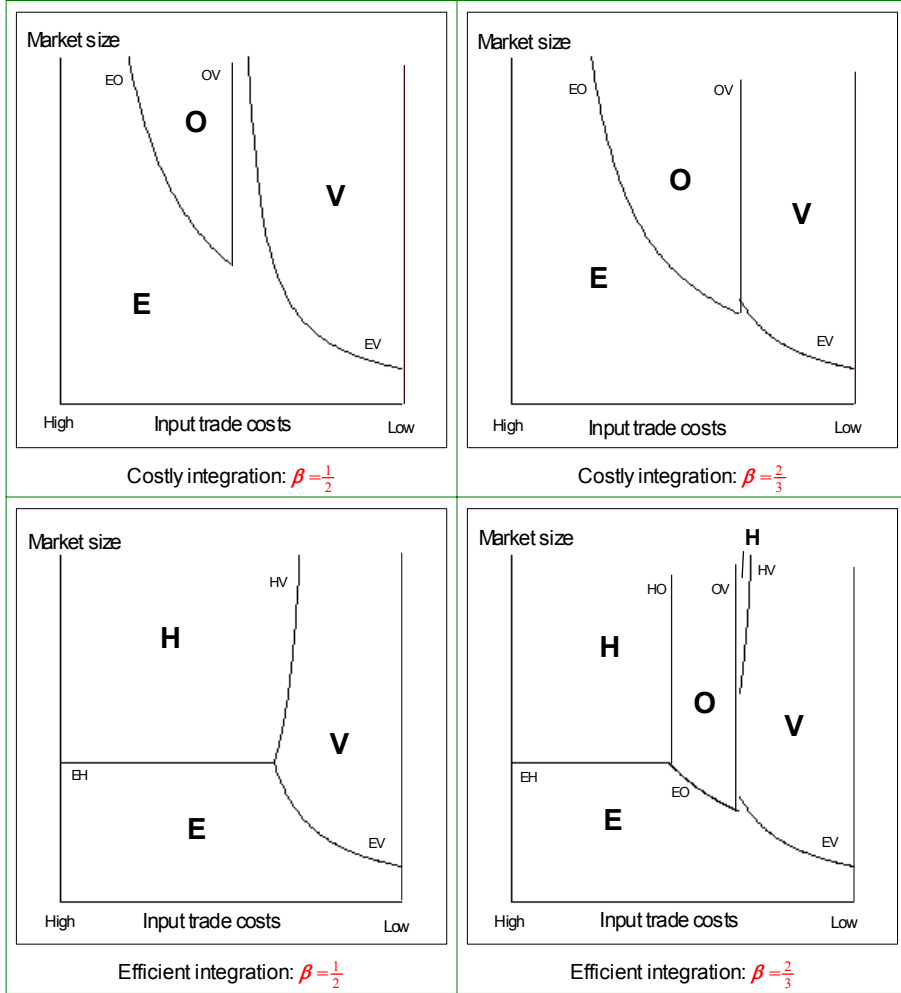 Market size
EO
OV
O
V
E
EV
High
Input trade costs
Low
Costly integration: β = 1/2
Market size
EO
OV
O
V
E
EV
High
Input trade costs
Low
Costly integration: β = 2/3
Market size
HV
H
V
EH
E
EV
High
Input trade costs
Low
Efficient integration: β = 1/2
Market size
H
HO
OV
HV
H
O
V
EH
EO
E
EV
High
Input trade costs
Low
Efficient integration: β = 2/3